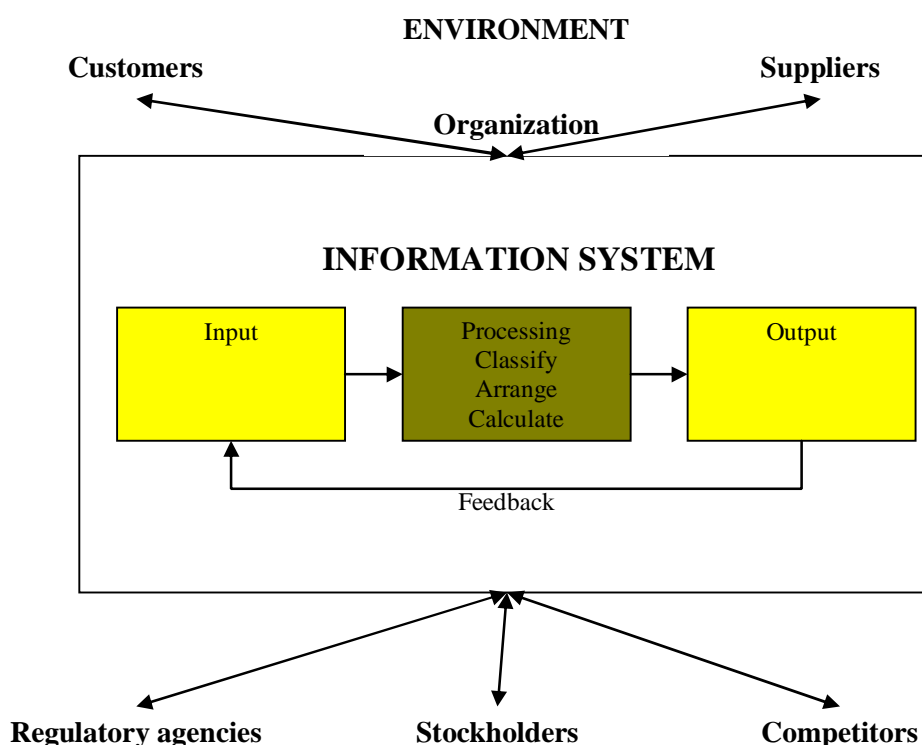 ENVIRONMENT
Customers
Suppliers
Organization
INFORMATION SYSTEM
Input
Processing
Classify
Arrange
Calculate
Output
Feedback
Regulatory agencies
Stockholders
Competitors